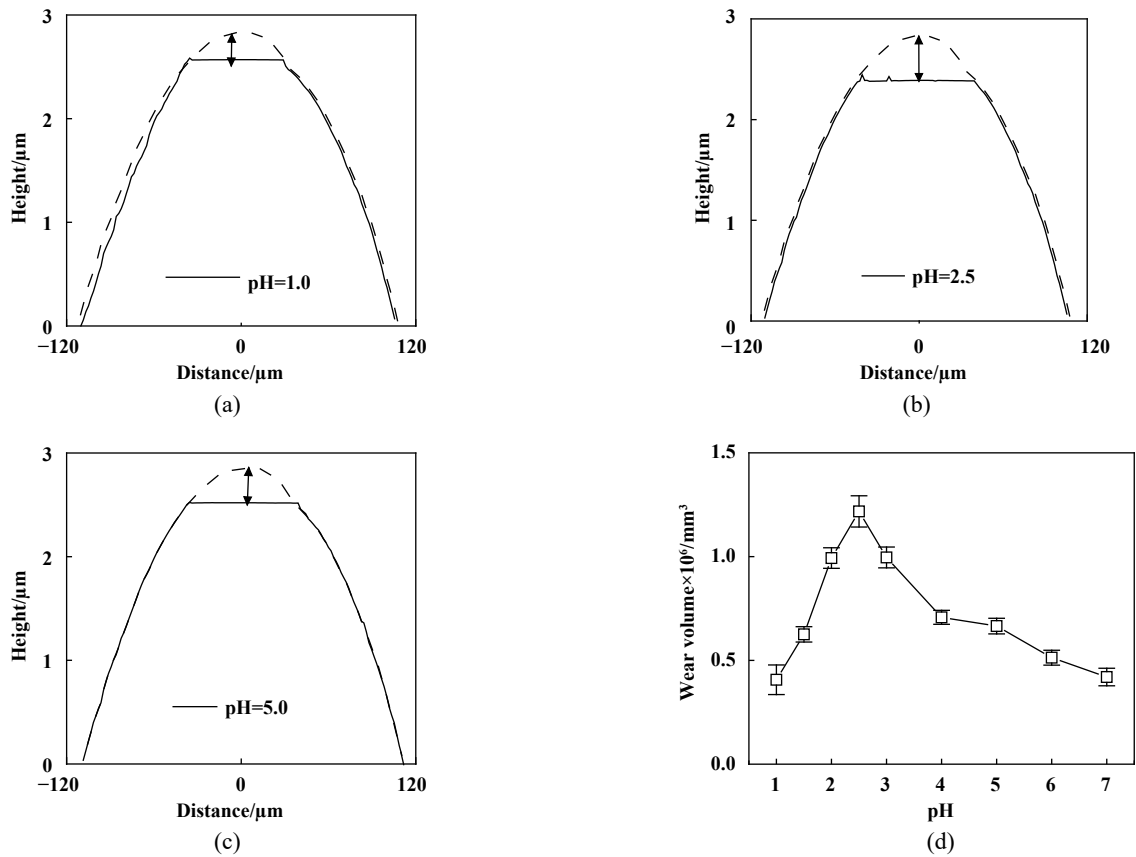 3
2
1
0
Height/μm
−120
0
120
Distance/μm
pH=1.0
(a)
3
2
1
0
Height/μm
−120
0
120
Distance/μm
pH=2.5
(b)
3
2
1
0
Height/μm
−120
0
120
Distance/μm
pH=5.0
(c)
1.5
1.0
0.5
0.0
Wear volume×10⁶/mm³
1 2 3 4 5 6 7
pH
(d)